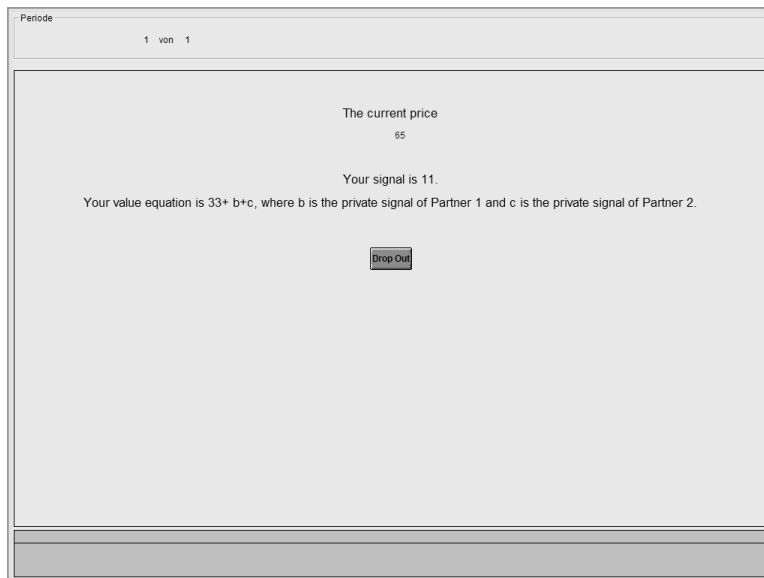 Periode
1 von 1
The current price
65
Your signal is 11.
Your value equation is 33+ b+c, where b is the private signal of Partner 1 and c is the private signal of Partner 2.
Drop Out